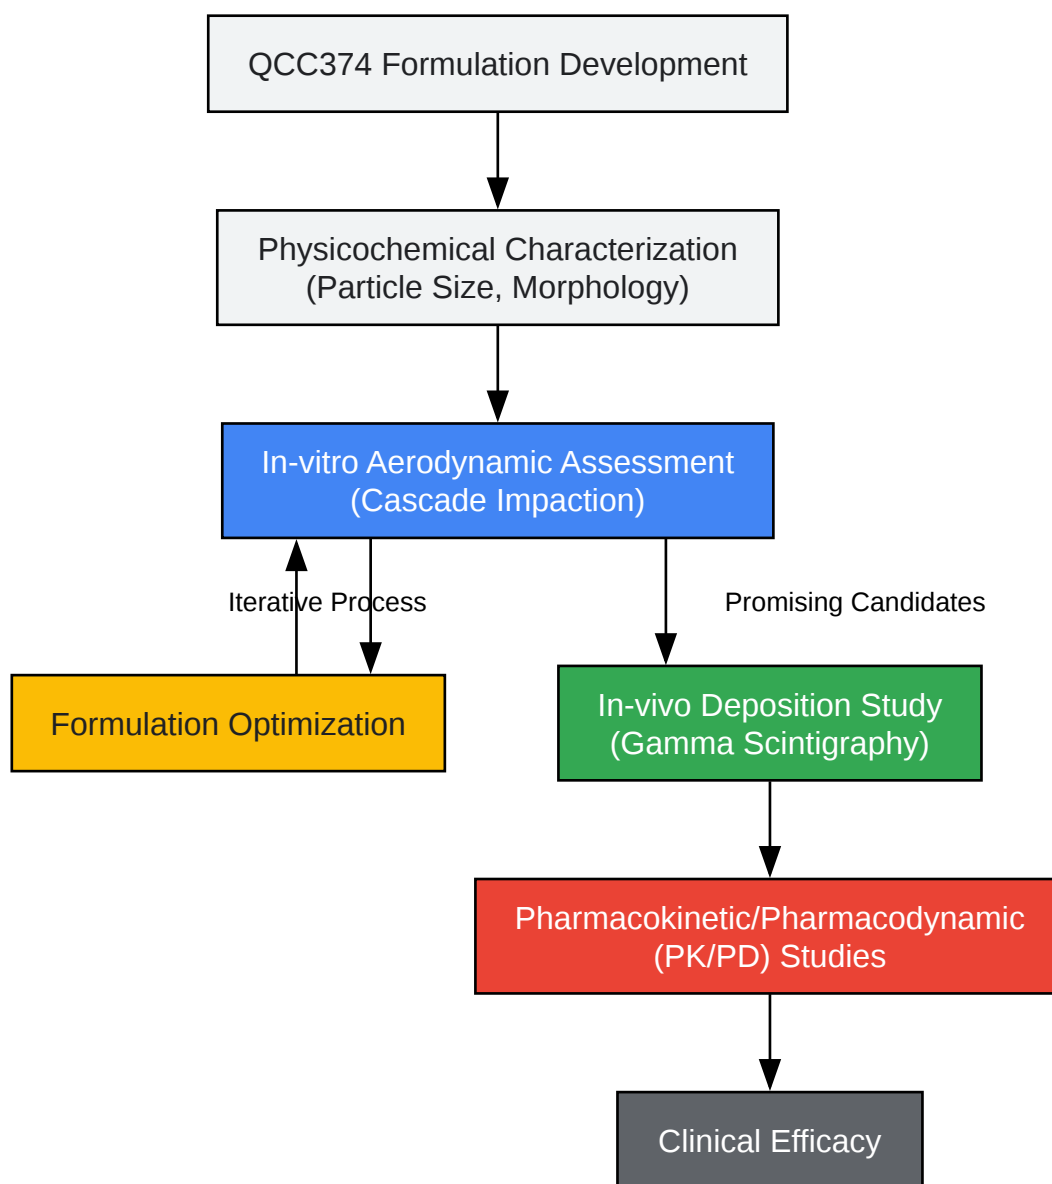 QCC374 Formulation Development
Physicochemical Characterization
(Particle Size, Morphology)
In-vitro Aerodynamic Assessment
(Cascade Impaction)
Iterative Process
Promising Candidates
Formulation Optimization
In-vivo Deposition Study
(Gamma Scintigraphy)
Pharmacokinetic/Pharmacodynamic
(PK/PD) Studies
Clinical Efficacy